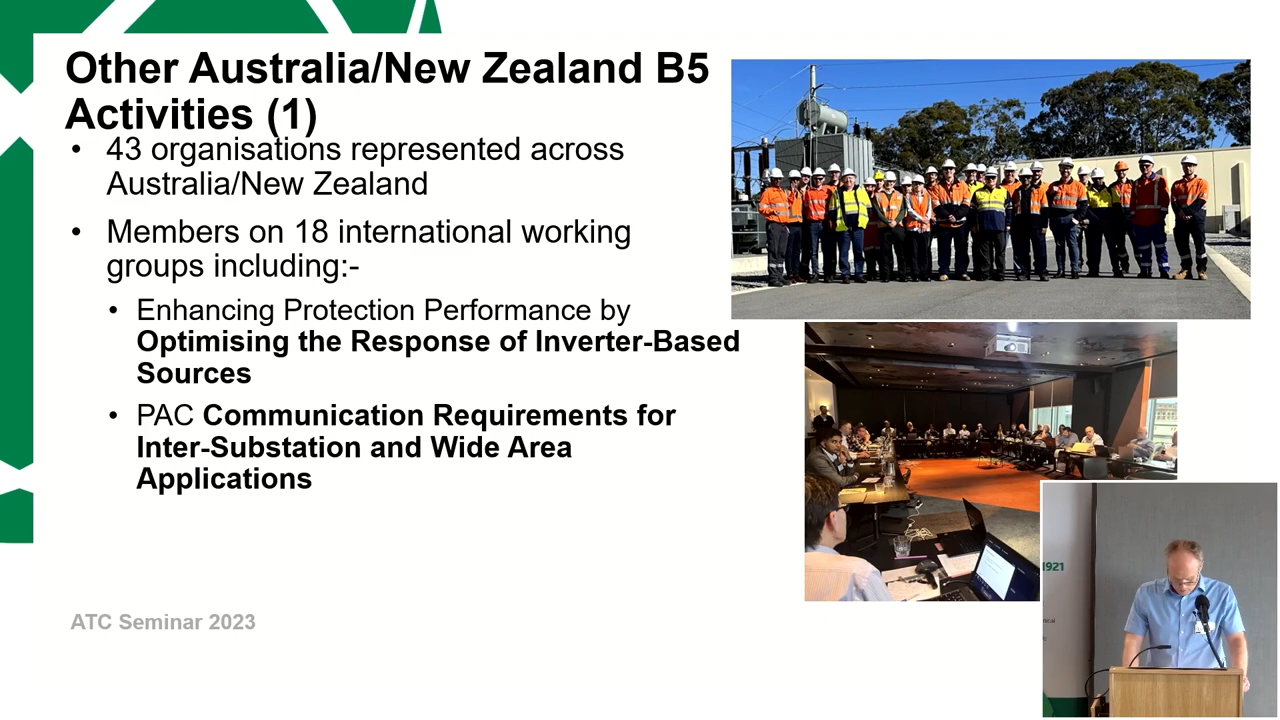 Other Australia/New Zealand B5
Activities (1)
• 43 organisations represented across
Australia/New Zealand
• Members on 18 international working
groups including:-
• Enhancing Protection Performance by
Optimising the Response of Inverter-Based
Sources
• PAC Communication Requirements for
Inter-Substation and Wide Area
Applications
ATC Seminar 2023
1921